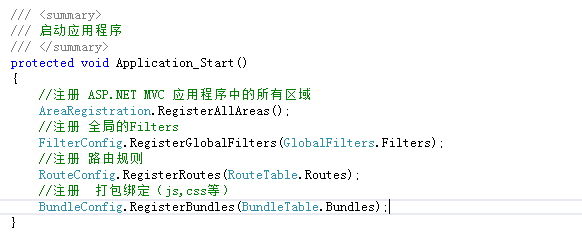 /// <summary>
/// 启动应用程序
/// </summary>
protected void Application_Start()
{
//注册 ASP.NET MVC 应用程序中的所有区域
AreaRegistration.RegisterAllAreas();
//注册 全局的Filters
FilterConfig.RegisterGlobalFilters(GlobalFilters.Filters);
//注册 路由规则
RouteConfig.RegisterRoutes(RouteTable.Routes);
//注册  打包绑定（js,css等）
BundleConfig.RegisterBundles(BundleTable.Bundles);
}